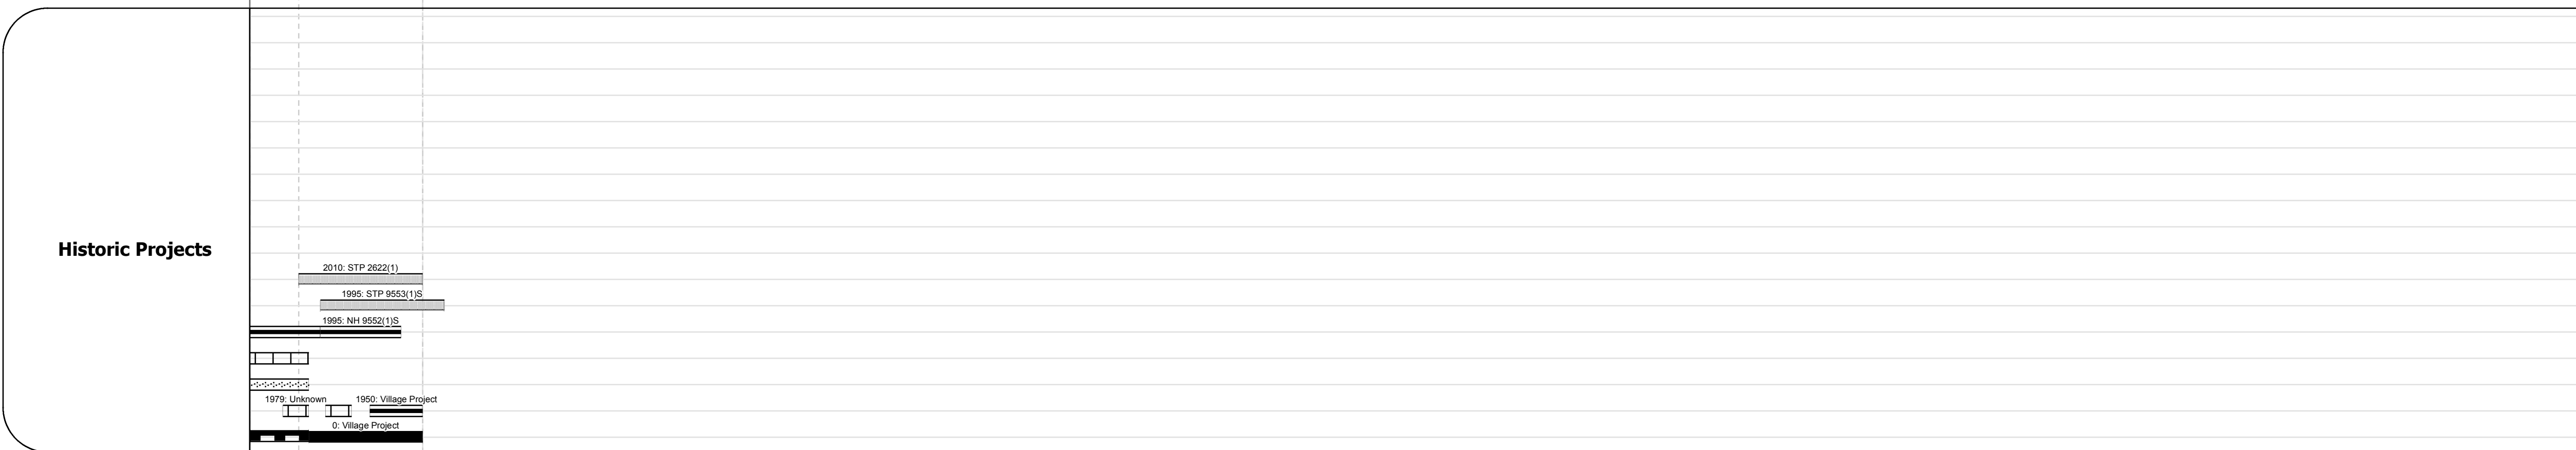 Historic Projects
2010: STP 2622(1)
1995: STP 9553(1)S
1995: NH 9552(1)S
1979: Unknown
1950: Village Project
0: Village Project